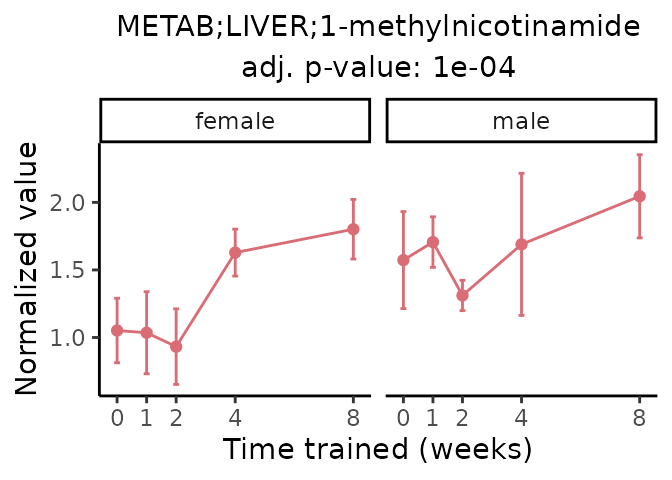 METAB;LIVER;1-methylnicotinamide
adj. p-value: 1e-04
female
male
Normalized value
2.0
1.5
1.0
0 1 2 4 8
0 1 2 4 8
Time trained (weeks)